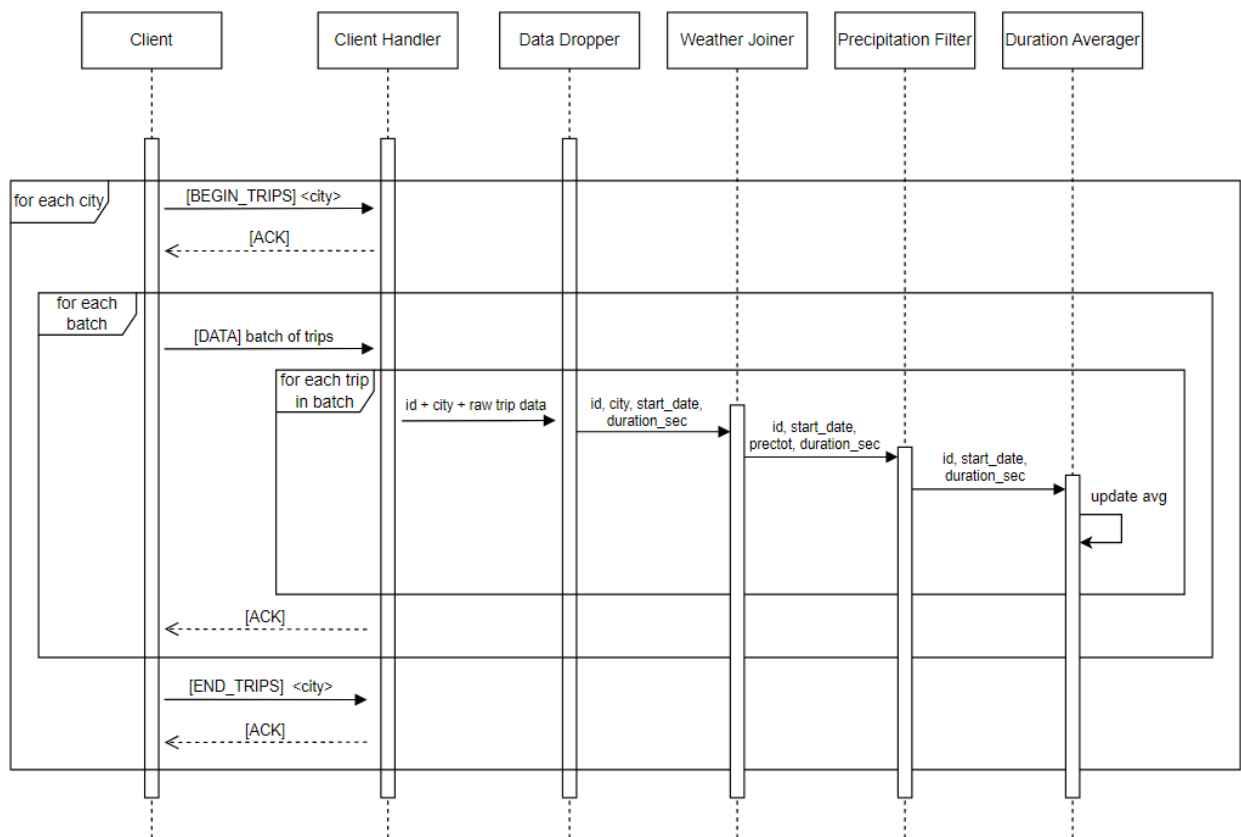 Client
Client Handler
Data Dropper
Weather Joiner
Precipitation Filter
Duration Averager
for each city
[BEGIN_TRIPS] <city>
[ACK]
for each
batch
[DATA] batch of trips
for each trip
in batch
id + city + raw trip data
id, city, start_date,
duration_sec
id, start_date,
prectot, duration_sec
id, start_date,
duration_sec
update avg
[ACK]
[END_TRIPS] <city>
[ACK]